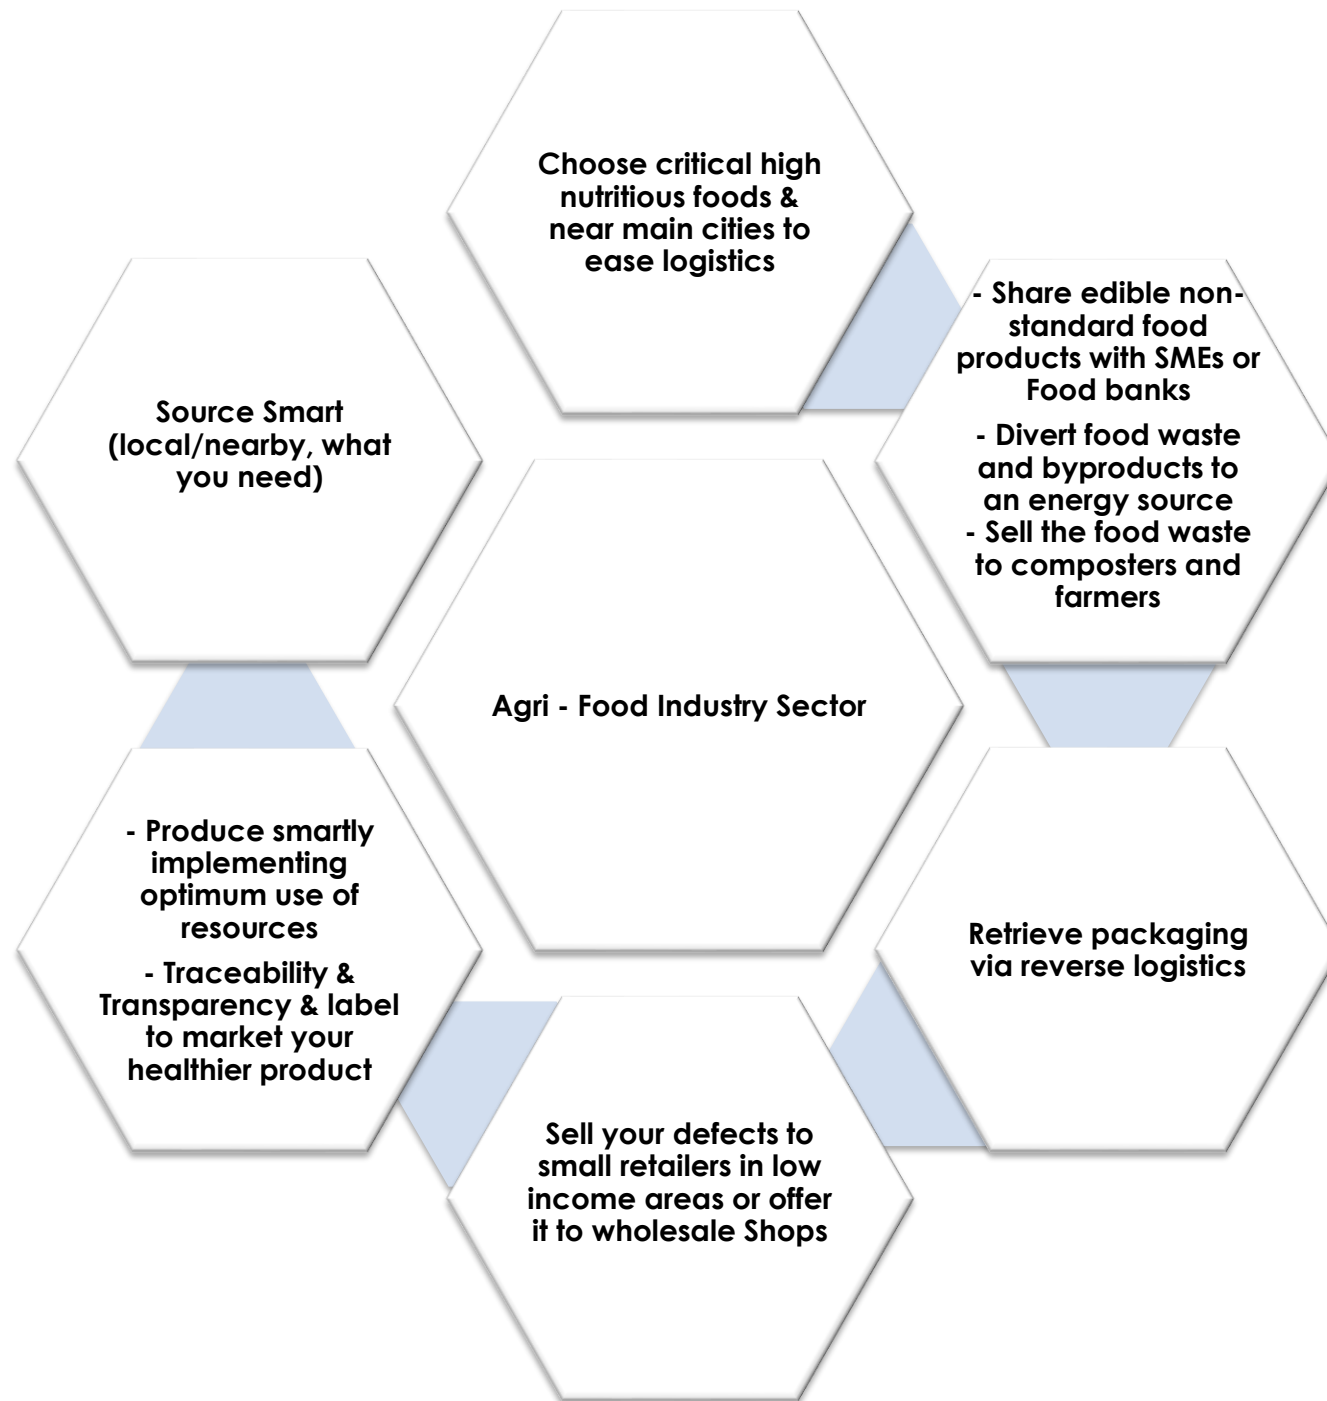 Choose critical high
nutritious foods &
near main cities to
ease logistics
- Share edible non-
standard food
products with SMEs or
Food banks
- Divert food waste
and byproducts to
an energy source
- Sell the food waste
to composters and
farmers
Source Smart
(local/nearby, what
you need)
Agri - Food Industry Sector
- Produce smartly
implementing
optimum use of
resources
- Traceability &
Transparency & label
to market your
healthier product
Retrieve packaging
via reverse logistics
Sell your defects to
small retailers in low
income areas or offer
it to wholesale Shops